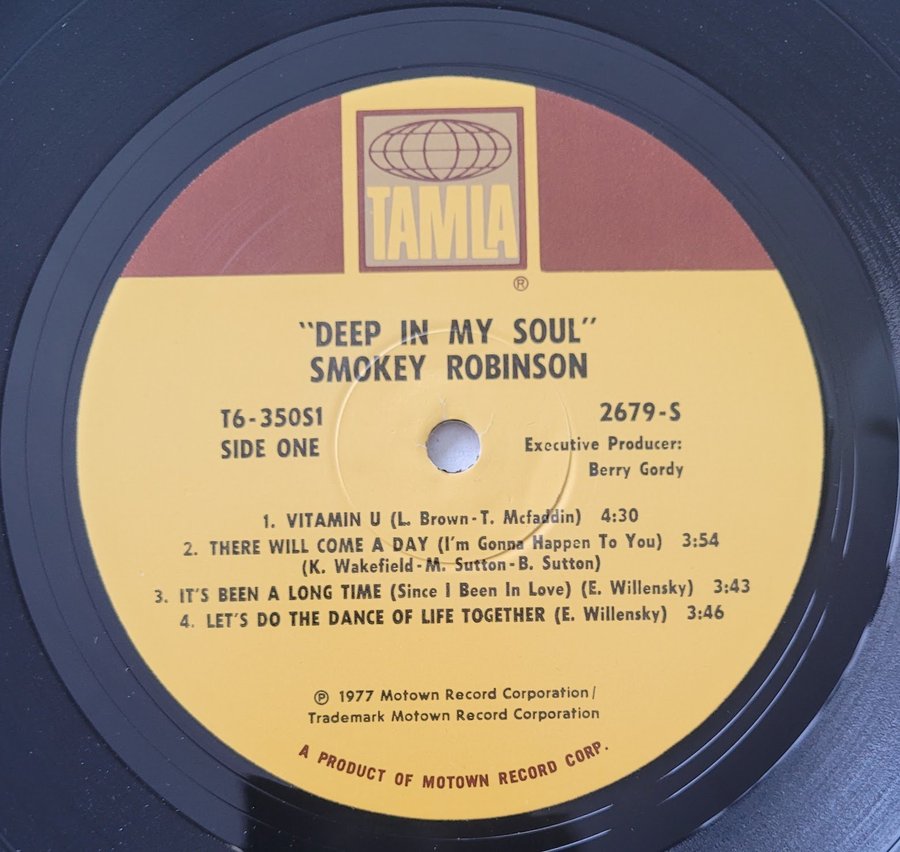 TAMLA
®
"DEEP IN MY SOUL"
SMOKEY ROBINSON
T6-350S1
SIDE ONE
2679-S
Executive Producer:
Berry Gordy
1. VITAMIN U (L. Brown-T. Mcfaddin) 4:30
2. THERE WILL COME A DAY (I'm Gonna Happen To You) 3:54
(K. Wakefield-M. Sutton-B. Sutton)
3. IT'S BEEN A LONG TIME (Since I Been In Love) (E. Willensky) 3:43
4. LET'S DO THE DANCE OF LIFE TOGETHER (E. Willensky) 3:46
℗ 1977 Motown Record Corporation/
Trademark Motown Record Corporation
A PRODUCT OF MOTOWN RECORD CORP.